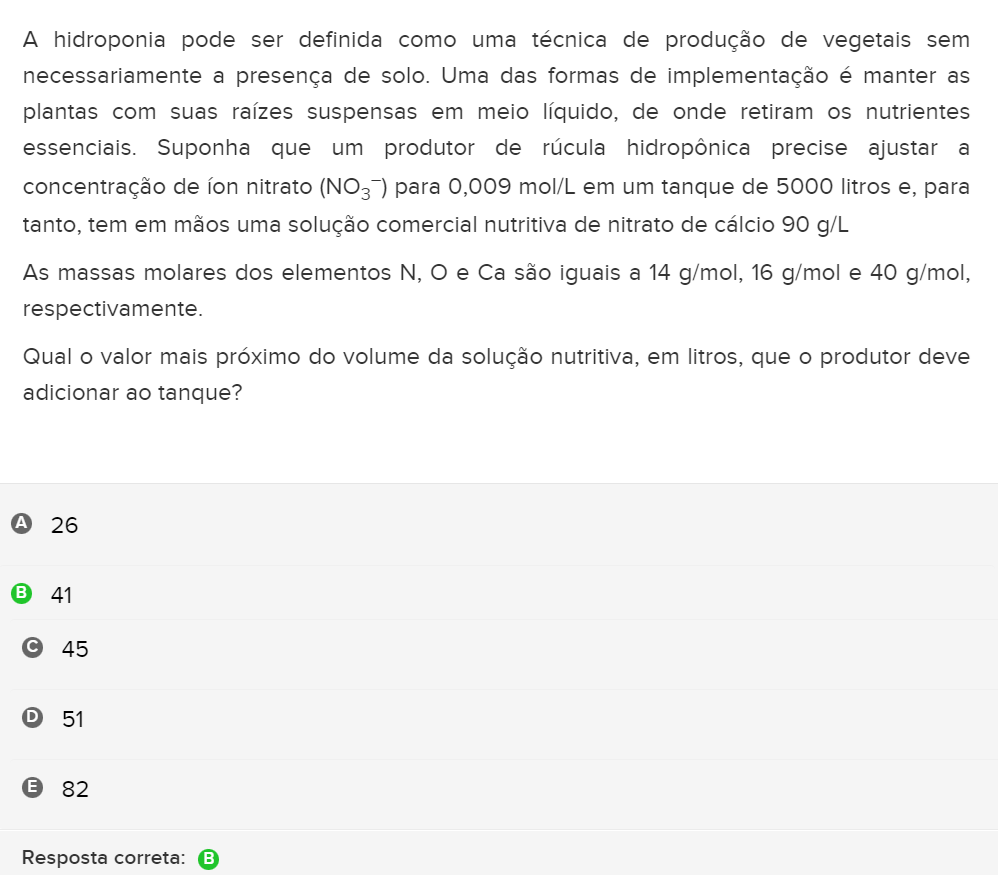 A hidroponia pode ser definida como uma técnica de produção de vegetais sem
necessariamente a presença de solo. Uma das formas de implementação é manter as
plantas com suas raízes suspensas em meio líquido, de onde retiram os nutrientes
essenciais. Suponha que um produtor de rúcula hidropônica precise ajustar a
concentração de íon nitrato (NO₃⁻) para 0,009 mol/L em um tanque de 5000 litros e, para
tanto, tem em mãos uma solução comercial nutritiva de nitrato de cálcio 90 g/L
As massas molares dos elementos N, O e Ca são iguais a 14 g/mol, 16 g/mol e 40 g/mol,
respectivamente.
Qual o valor mais próximo do volume da solução nutritiva, em litros, que o produtor deve
adicionar ao tanque?
A 26
B 41
C 45
D 51
E 82
Resposta correta: B